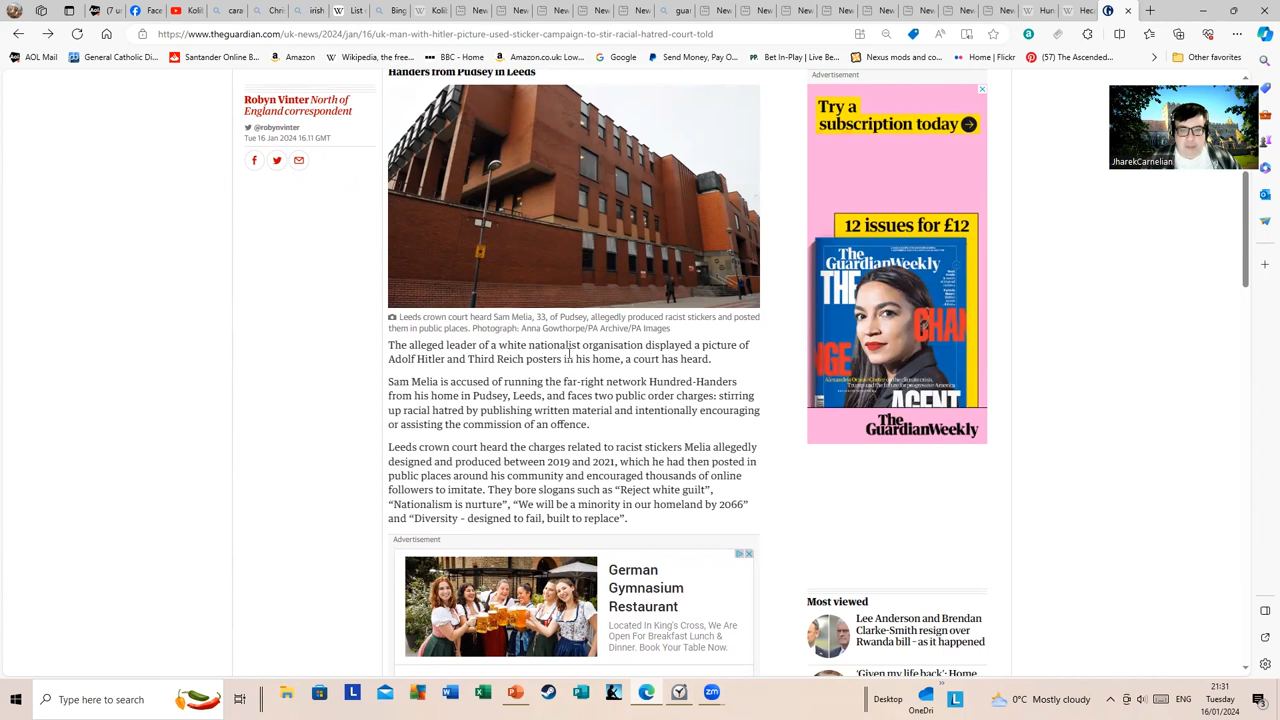 https://www.theguardian.com/uk-news/2024/jan/16/uk-man-with-hitler-picture-used-sticker-campaign-to-stir-racial-hatred-court-told
AOL Mail
General Catholic Di...
Santander Online B...
Amazon
Wikipedia, the free...
BBC - Home
Amazon.co.uk: Low...
Google
Send Money, Pay O...
Bet In-Play | Live Be...
Nexus mods and co...
Home | Flickr
(57) The Ascended...
Other favorites
Handers from Pudsey in Leeds
Robyn Vinter North of
England correspondent
@robynvinter
Tue 16 Jan 2024 16.11 GMT
Leeds crown court heard Sam Melia, 33, of Pudsey, allegedly produced racist stickers and posted
them in public places. Photograph: Anna Gowthorpe/PA Archive/PA Images
The alleged leader of a white nationalist organisation displayed a picture of
Adolf Hitler and Third Reich posters in his home, a court has heard.
Sam Melia is accused of running the far-right network Hundred-Handers
from his home in Pudsey, Leeds, and faces two public order charges: stirring
up racial hatred by publishing written material and intentionally encouraging
or assisting the commission of an offence.
Leeds crown court heard the charges related to racist stickers Melia allegedly
designed and produced between 2019 and 2021, which he had then posted in
public places around his community and encouraged thousands of online
followers to imitate. They bore slogans such as “Reject white guilt”,
“Nationalism is nurture”, “We will be a minority in our homeland by 2066”
and “Diversity – designed to fail, built to replace”.
Advertisement
German
Gymnasium
Restaurant
Located In King's Cross, We Are
Open For Breakfast Lunch &
Dinner. Book Your Table Now.
Advertisement
Try a
subscription today
12 issues for £12
The
GuardianWeekly
THE
CHAN
GE
AGENT
The
GuardianWeekly
Most viewed
Lee Anderson and Brendan
Clarke-Smith resign over
Rwanda bill – as it happened
‘Given my life back’: Home
JharekCarnelian
Type here to search
Desktop
0°C Mostly cloudy
ENG
21:31
16/01/2024